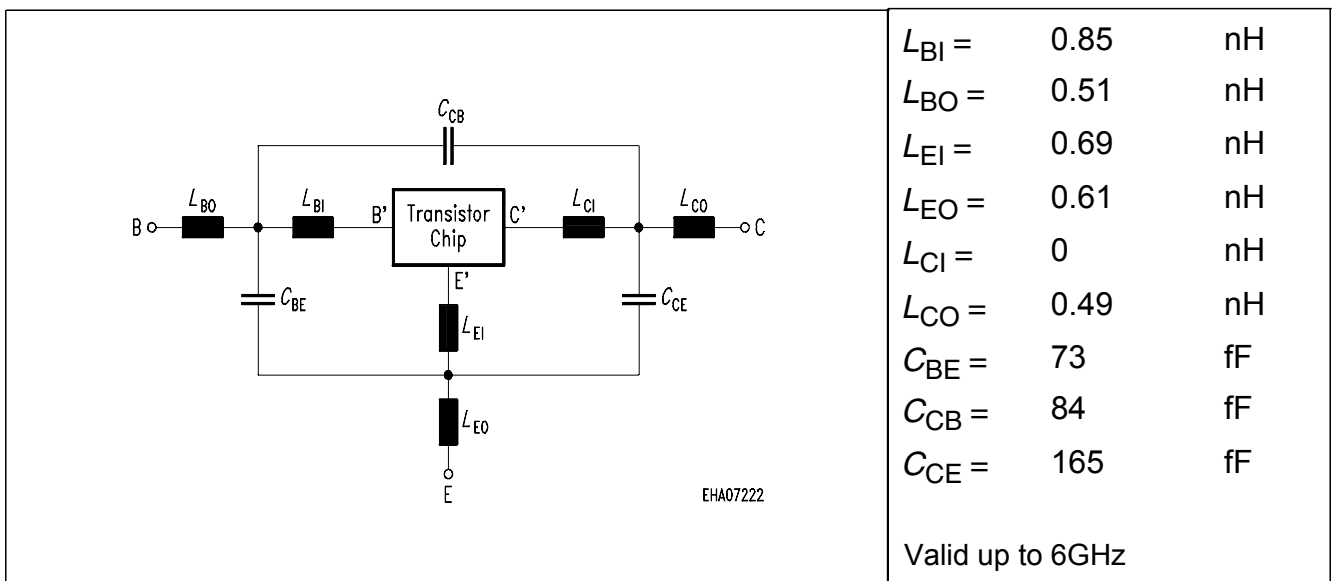 C_CB
L_BO
L_BI
B'
Transistor
Chip
C'
L_CI
L_CO
B
C
E'
C_BE
C_CE
L_EI
L_EO
E
EHA07222
L_BI = 0.85 nH
L_BO = 0.51 nH
L_EI = 0.69 nH
L_EO = 0.61 nH
L_CI = 0 nH
L_CO = 0.49 nH
C_BE = 73 fF
C_CB = 84 fF
C_CE = 165 fF
Valid up to 6GHz